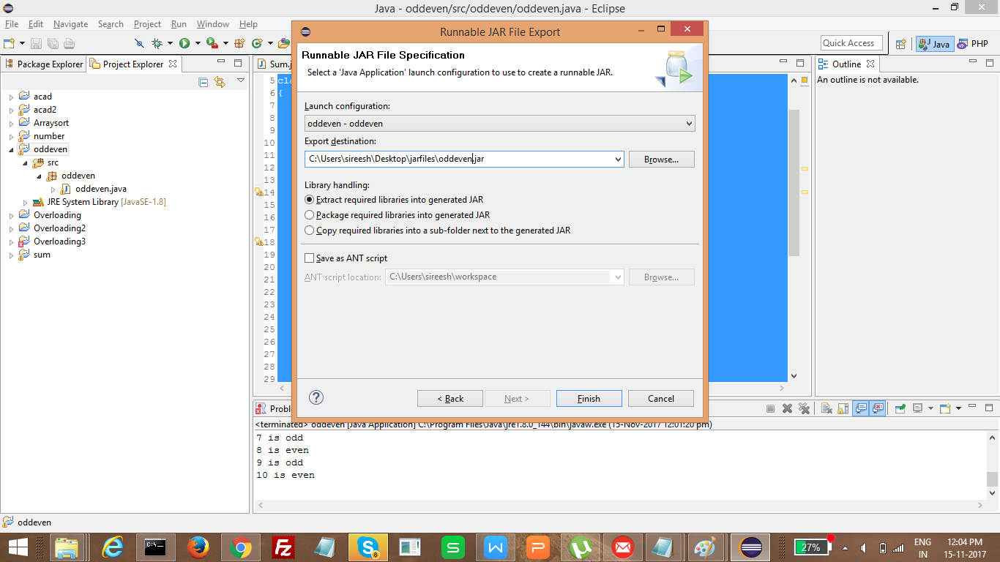 Java - oddeven/src/oddeven/oddeven.java - Eclipse
File Edit Navigate Search Project Run Window Help
Quick Access
Java
PHP
Package Explorer
Project Explorer
acad
acad2
Arraysort
number
oddeven
src
oddeven
oddeven.java
JRE System Library [JavaSE-1.8]
Overloading
Overloading2
Overloading3
sum
Sum.j
5 cla
6 {
7
8
9
10
11
12
13
14
15
16
17
18
19
20
21
22
23
24
25
26
27
28
29
Runnable JAR File Export
Runnable JAR File Specification
Select a 'Java Application' launch configuration to use to create a runnable JAR.
Launch configuration:
oddeven - oddeven
Export destination:
C:\Users\sireesh\Desktop\jarfiles\oddeven.jar
Browse...
Library handling:
Extract required libraries into generated JAR
Package required libraries into generated JAR
Copy required libraries into a sub-folder next to the generated JAR
Save as ANT script
ANT script location: C:\Users\sireesh\workspace
Browse...
?
< Back
Next >
Finish
Cancel
Outline
An outline is not available.
Probl
<terminated> oddeven [Java Application] C:\Program Files\Java\jre1.8.0_144\bin\javaw.exe (15-Nov-2017 12:01:20 pm)
7 is odd
8 is even
9 is odd
10 is even
oddeven
27%
ENG
IN
12:04 PM
15-11-2017